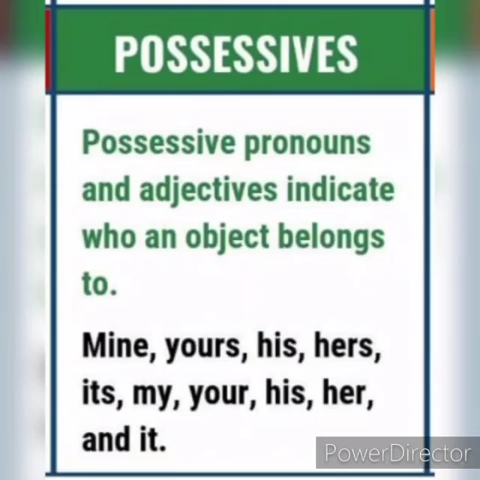 POSSESSIVES
Possessive pronouns
and adjectives indicate
who an object belongs
to.
Mine, yours, his, hers,
its, my, your, his, her,
and it.
PowerDirector